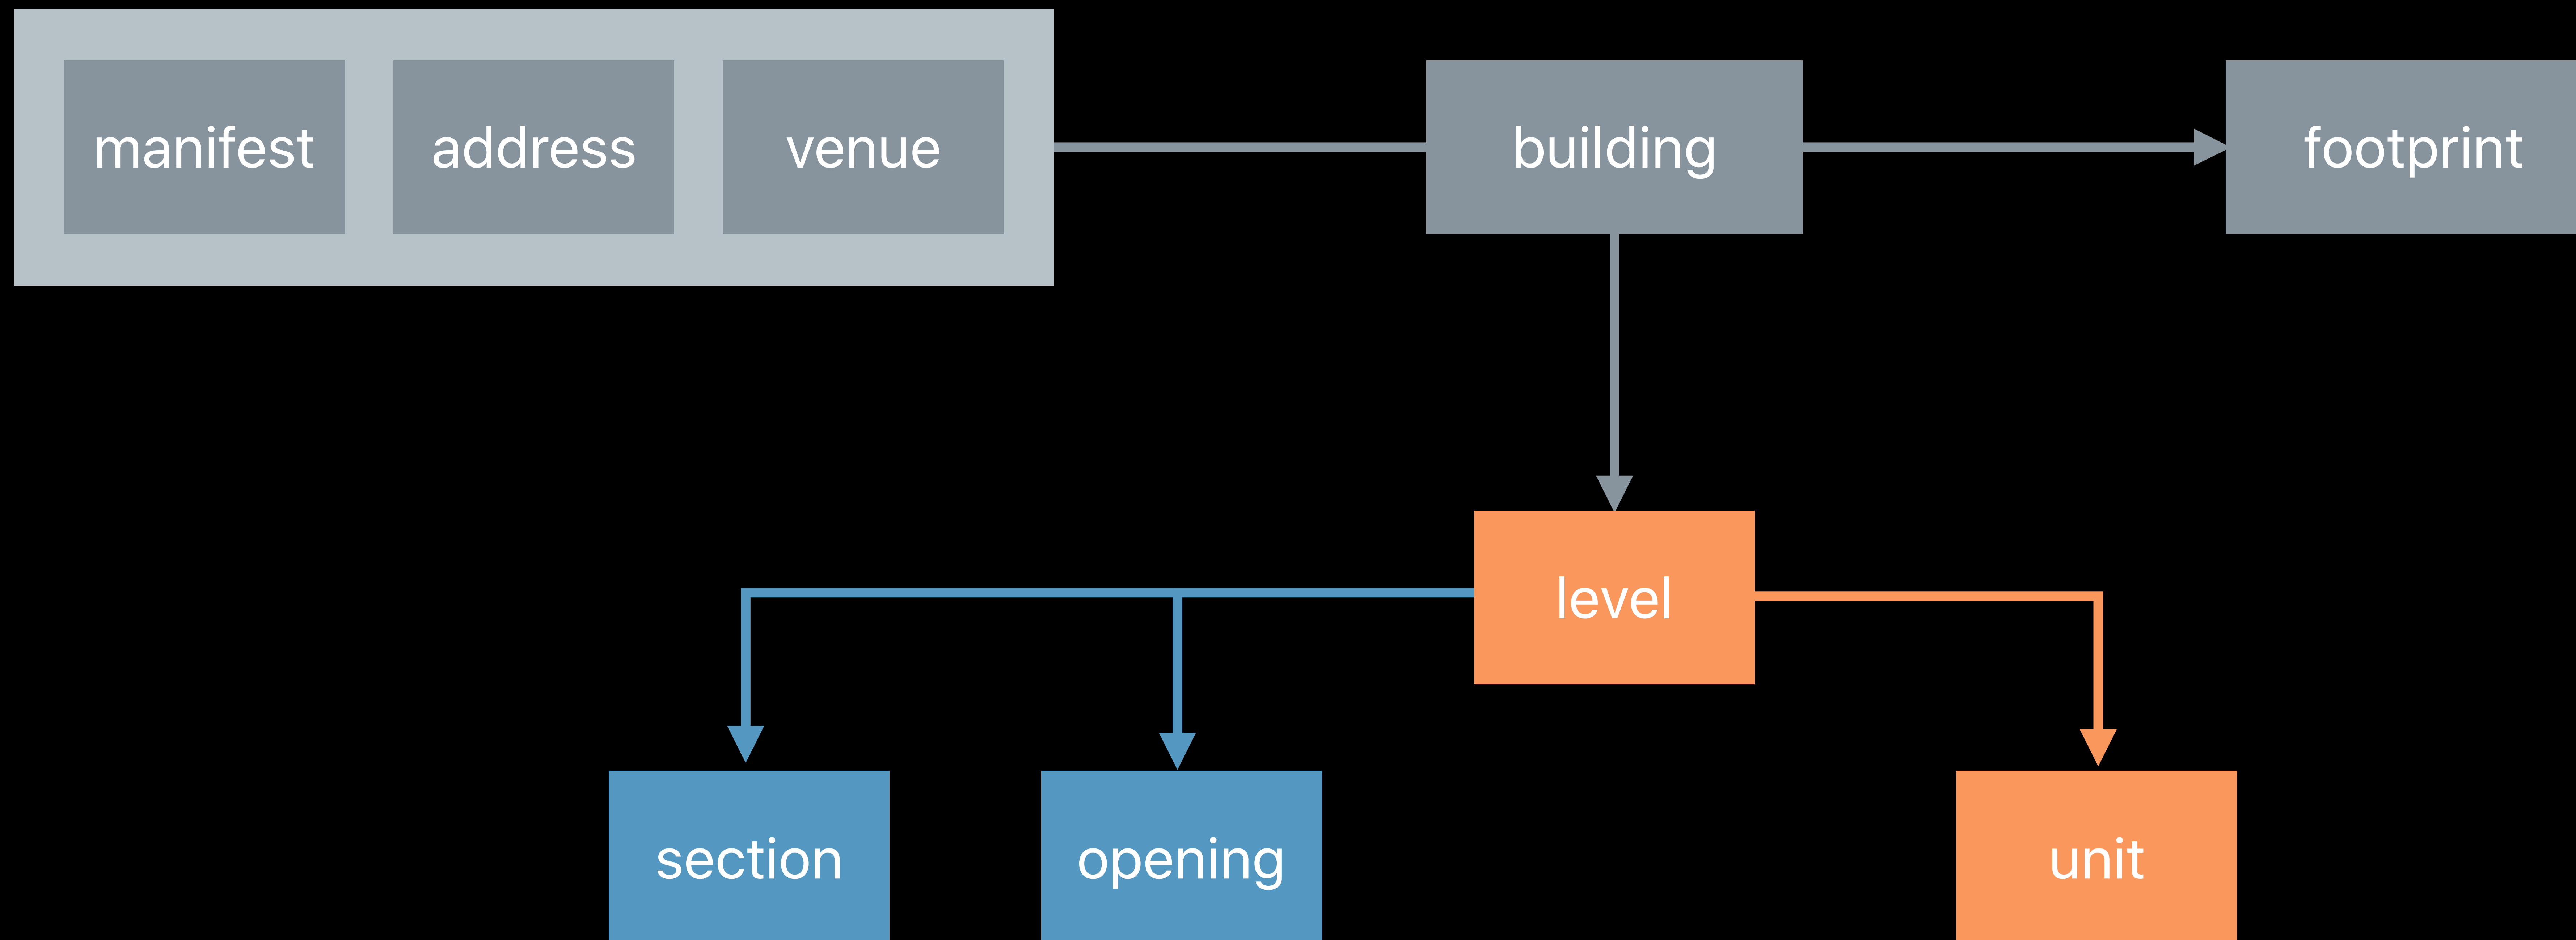 manifest
address
venue
building
footprint
level
section
opening
unit